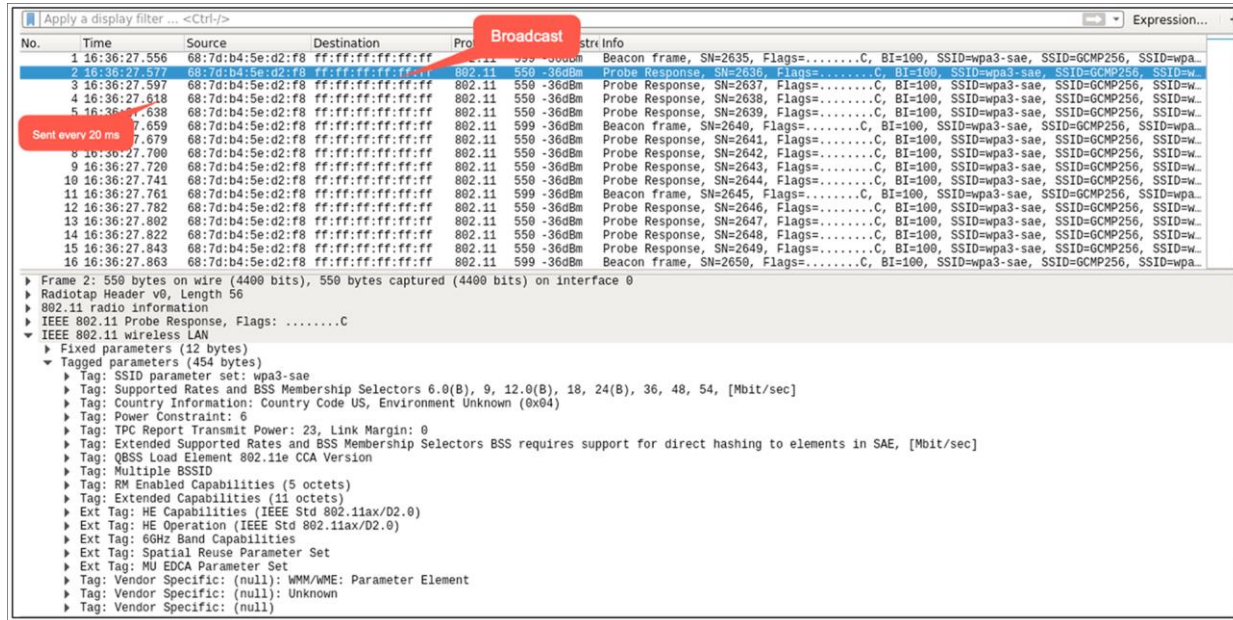 Apply a display filter ... <Ctrl-/> Expression...
Broadcast
No. Time Source Destination Info
1 16:36:27.556 68:7d:b4:5e:d2:f8 ff:ff:ff:ff:ff:ff Beacon frame, SN=2635, Flags=........C, BI=100, SSID=wpa3-sae, SSID=GCMP256, SSID=wpa…
2 16:36:27.577 68:7d:b4:5e:d2:f8 ff:ff:ff:ff:ff:ff 802.11 550 -36dBm Probe Response, SN=2636, Flags=........C, BI=100, SSID=wpa3-sae, SSID=GCMP256, SSID=w…
3 16:36:27.597 68:7d:b4:5e:d2:f8 ff:ff:ff:ff:ff:ff 802.11 550 -36dBm Probe Response, SN=2637, Flags=........C, BI=100, SSID=wpa3-sae, SSID=GCMP256, SSID=w…
4 16:36:27.618 68:7d:b4:5e:d2:f8 ff:ff:ff:ff:ff:ff 802.11 550 -36dBm Probe Response, SN=2638, Flags=........C, BI=100, SSID=wpa3-sae, SSID=GCMP256, SSID=w…
5 16:36:27.638 68:7d:b4:5e:d2:f8 ff:ff:ff:ff:ff:ff 802.11 550 -36dBm Probe Response, SN=2639, Flags=........C, BI=100, SSID=wpa3-sae, SSID=GCMP256, SSID=w…
7.659 68:7d:b4:5e:d2:f8 ff:ff:ff:ff:ff:ff 802.11 599 -36dBm Beacon frame, SN=2640, Flags=........C, BI=100, SSID=wpa3-sae, SSID=GCMP256, SSID=wpa…
Sent every 20 ms
7.679 68:7d:b4:5e:d2:f8 ff:ff:ff:ff:ff:ff 802.11 550 -36dBm Probe Response, SN=2641, Flags=........C, BI=100, SSID=wpa3-sae, SSID=GCMP256, SSID=w…
8 16:36:27.700 68:7d:b4:5e:d2:f8 ff:ff:ff:ff:ff:ff 802.11 550 -36dBm Probe Response, SN=2642, Flags=........C, BI=100, SSID=wpa3-sae, SSID=GCMP256, SSID=w…
9 16:36:27.720 68:7d:b4:5e:d2:f8 ff:ff:ff:ff:ff:ff 802.11 550 -36dBm Probe Response, SN=2643, Flags=........C, BI=100, SSID=wpa3-sae, SSID=GCMP256, SSID=w…
10 16:36:27.741 68:7d:b4:5e:d2:f8 ff:ff:ff:ff:ff:ff 802.11 550 -36dBm Probe Response, SN=2644, Flags=........C, BI=100, SSID=wpa3-sae, SSID=GCMP256, SSID=w…
11 16:36:27.761 68:7d:b4:5e:d2:f8 ff:ff:ff:ff:ff:ff 802.11 599 -36dBm Beacon frame, SN=2645, Flags=........C, BI=100, SSID=wpa3-sae, SSID=GCMP256, SSID=wpa…
12 16:36:27.782 68:7d:b4:5e:d2:f8 ff:ff:ff:ff:ff:ff 802.11 550 -36dBm Probe Response, SN=2646, Flags=........C, BI=100, SSID=wpa3-sae, SSID=GCMP256, SSID=w…
13 16:36:27.802 68:7d:b4:5e:d2:f8 ff:ff:ff:ff:ff:ff 802.11 550 -36dBm Probe Response, SN=2647, Flags=........C, BI=100, SSID=wpa3-sae, SSID=GCMP256, SSID=w…
14 16:36:27.822 68:7d:b4:5e:d2:f8 ff:ff:ff:ff:ff:ff 802.11 550 -36dBm Probe Response, SN=2648, Flags=........C, BI=100, SSID=wpa3-sae, SSID=GCMP256, SSID=w…
15 16:36:27.843 68:7d:b4:5e:d2:f8 ff:ff:ff:ff:ff:ff 802.11 550 -36dBm Probe Response, SN=2649, Flags=........C, BI=100, SSID=wpa3-sae, SSID=GCMP256, SSID=w…
16 16:36:27.863 68:7d:b4:5e:d2:f8 ff:ff:ff:ff:ff:ff 802.11 599 -36dBm Beacon frame, SN=2650, Flags=........C, BI=100, SSID=wpa3-sae, SSID=GCMP256, SSID=wpa…
Frame 2: 550 bytes on wire (4400 bits), 550 bytes captured (4400 bits) on interface 0
Radiotap Header v0, Length 56
802.11 radio information
IEEE 802.11 Probe Response, Flags: ........C
IEEE 802.11 wireless LAN
Fixed parameters (12 bytes)
Tagged parameters (454 bytes)
Tag: SSID parameter set: wpa3-sae
Tag: Supported Rates and BSS Membership Selectors 6.0(B), 9, 12.0(B), 18, 24(B), 36, 48, 54, [Mbit/sec]
Tag: Country Information: Country Code US, Environment Unknown (0x04)
Tag: Power Constraint: 6
Tag: TPC Report Transmit Power: 23, Link Margin: 0
Tag: Extended Supported Rates and BSS Membership Selectors BSS requires support for direct hashing to elements in SAE, [Mbit/sec]
Tag: QBSS Load Element 802.11e CCA Version
Tag: Multiple BSSID
Tag: RM Enabled Capabilities (5 octets)
Tag: Extended Capabilities (11 octets)
Ext Tag: HE Capabilities (IEEE Std 802.11ax/D2.0)
Ext Tag: HE Operation (IEEE Std 802.11ax/D2.0)
Ext Tag: 6GHz Band Capabilities
Ext Tag: Spatial Reuse Parameter Set
Ext Tag: MU EDCA Parameter Set
Tag: Vendor Specific: (null): WMM/WME: Parameter Element
Tag: Vendor Specific: (null): Unknown
Tag: Vendor Specific: (null)